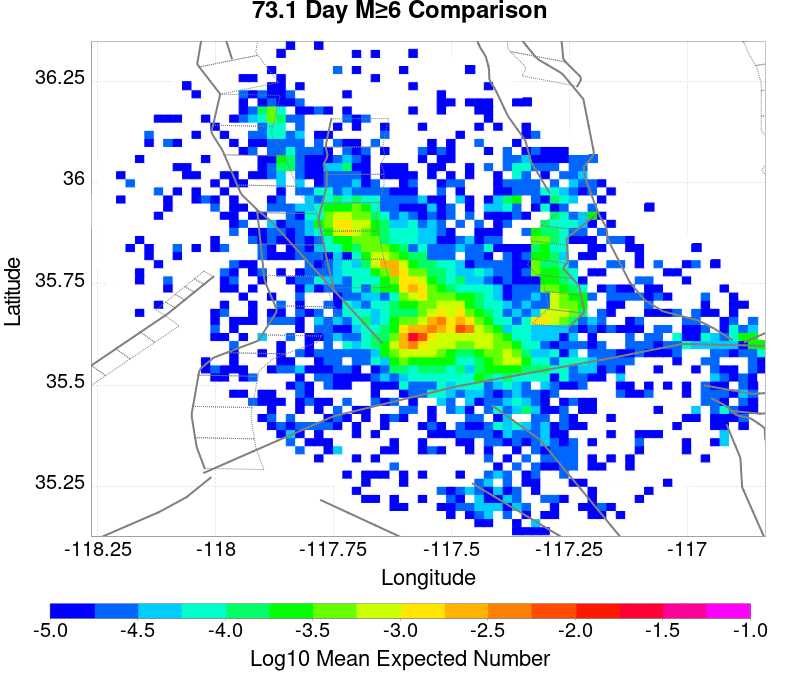 73.1 Day M≥6 Comparison
36.25
36
35.75
35.5
35.25
Latitude
-118.25 -118 -117.75 -117.5 -117.25 -117
Longitude
-5.0 -4.5 -4.0 -3.5 -3.0 -2.5 -2.0 -1.5 -1.0
Log10 Mean Expected Number